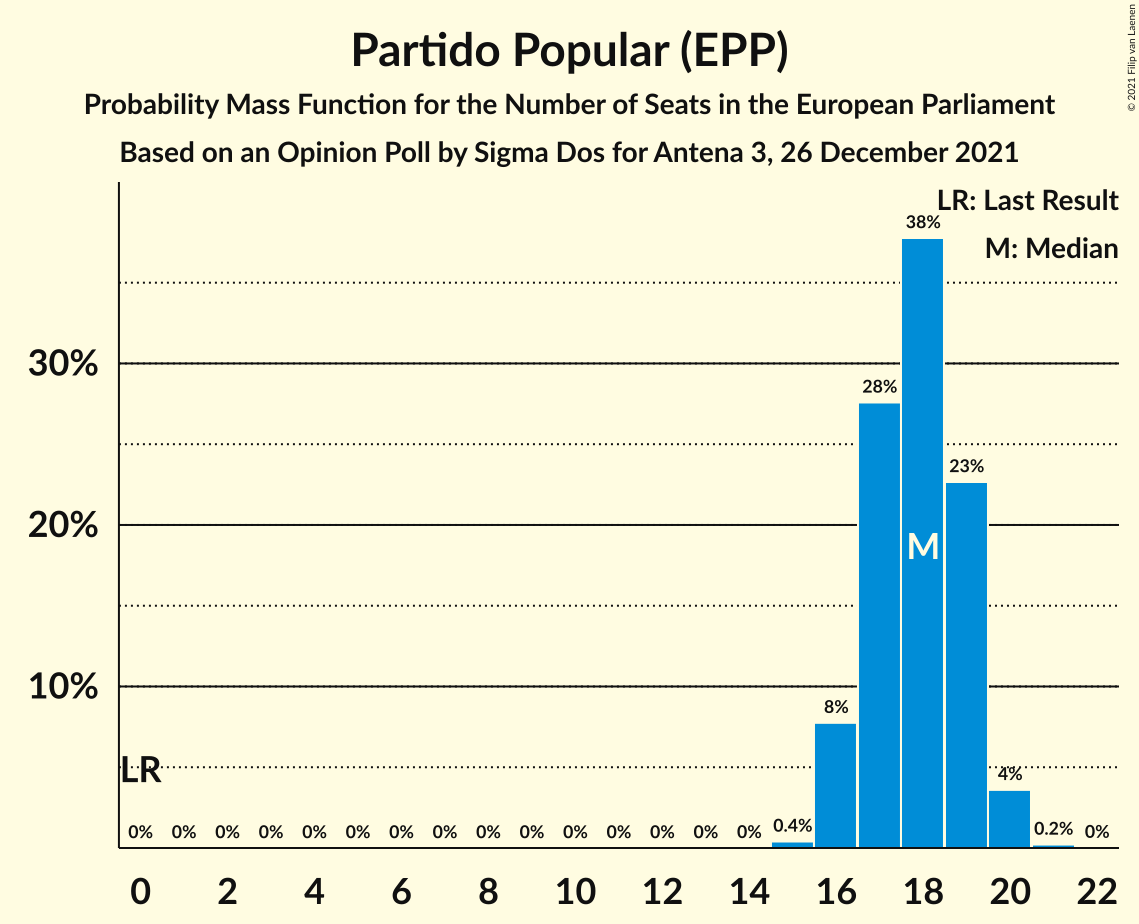 Partido Popular (EPP)
Probability Mass Function for the Number of Seats in the European Parliament
Based on an Opinion Poll by Sigma Dos for Antena 3, 26 December 2021
© 2021 Filip van Laenen
LR: Last Result
M: Median
38%
30%
28%
23%
20%
M
10%
8%
LR
4%
0% 0% 0% 0% 0% 0% 0% 0% 0% 0% 0% 0% 0% 0% 0% 0.4% 0.2% 0%
0 2 4 6 8 10 12 14 16 18 20 22